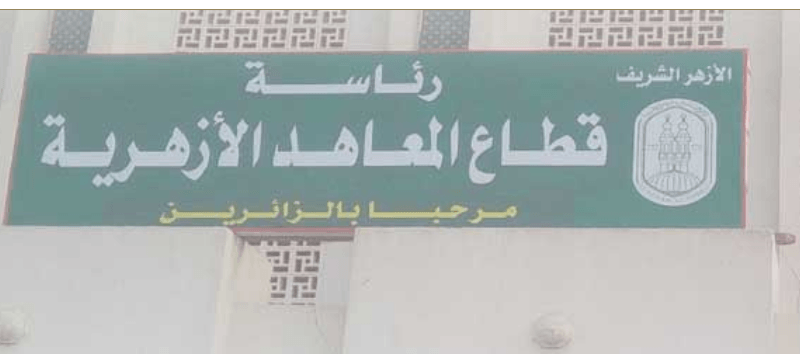 الأزهر الشريف
رئاسة
قطاع المعاهد الأزهرية
مرحبا بالزائرين